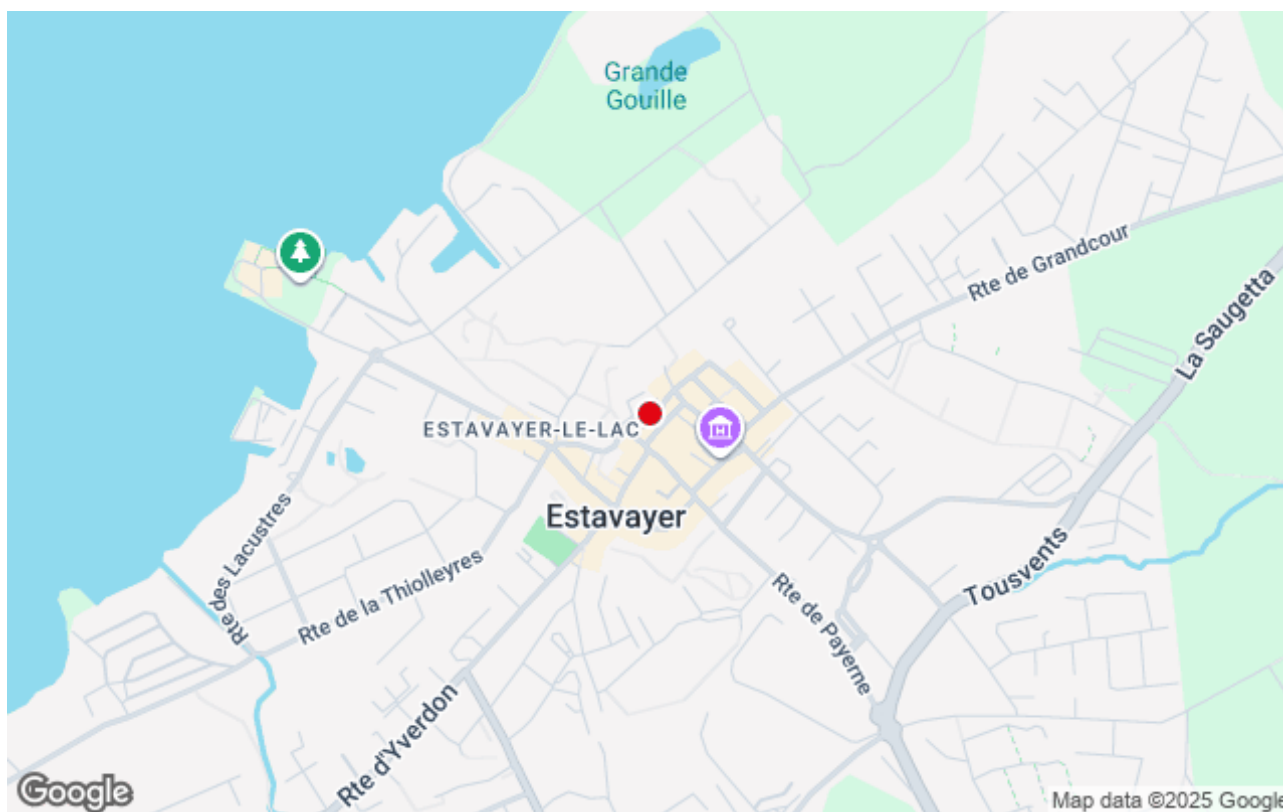 Grande
Gouille
Rte de Grandcour
La Saugetta
ESTAVAYER-LE-LAC
H
Estavayer
Rte des Lacustres
Rte de la Thiolleyres
Tousvents
Rte de Payerne
Rte d'Yverdon
Google
Map data ©2025 Google